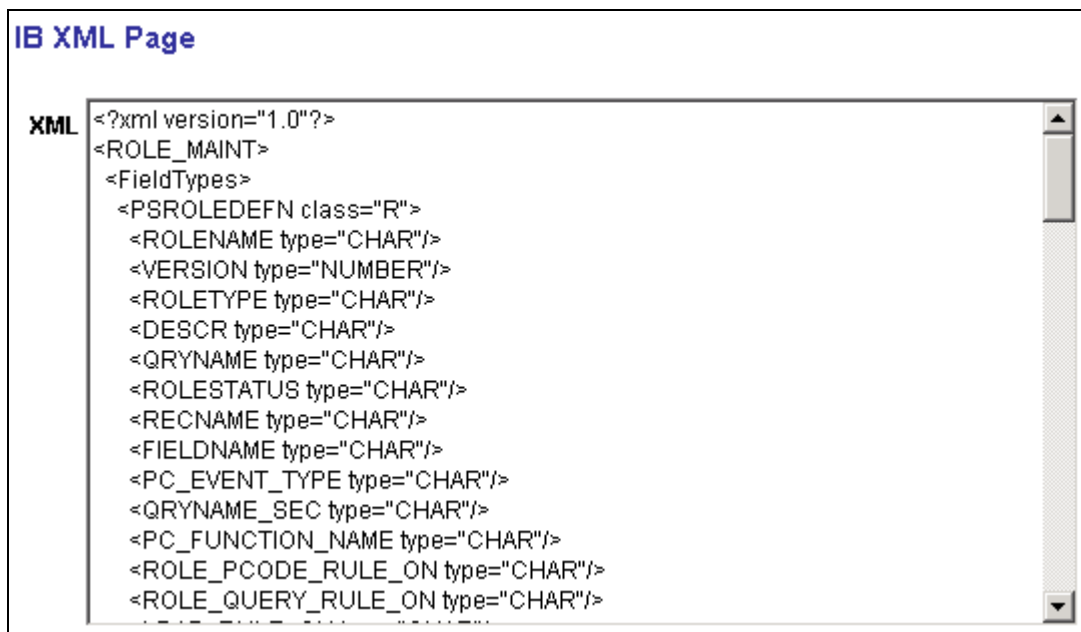 IB XML Page
XML
<?xml version="1.0"?>
<ROLE_MAINT>
<FieldTypes>
<PSROLEDEFN class="R">
<ROLENAME type="CHAR"/>
<VERSION type="NUMBER"/>
<ROLETYPE type="CHAR"/>
<DESCR type="CHAR"/>
<QRYNAME type="CHAR"/>
<ROLESTATUS type="CHAR"/>
<RECNAME type="CHAR"/>
<FIELDNAME type="CHAR"/>
<PC_EVENT_TYPE type="CHAR"/>
<QRYNAME_SEC type="CHAR"/>
<PC_FUNCTION_NAME type="CHAR"/>
<ROLE_PCODE_RULE_ON type="CHAR"/>
<ROLE_QUERY_RULE_ON type="CHAR"/>